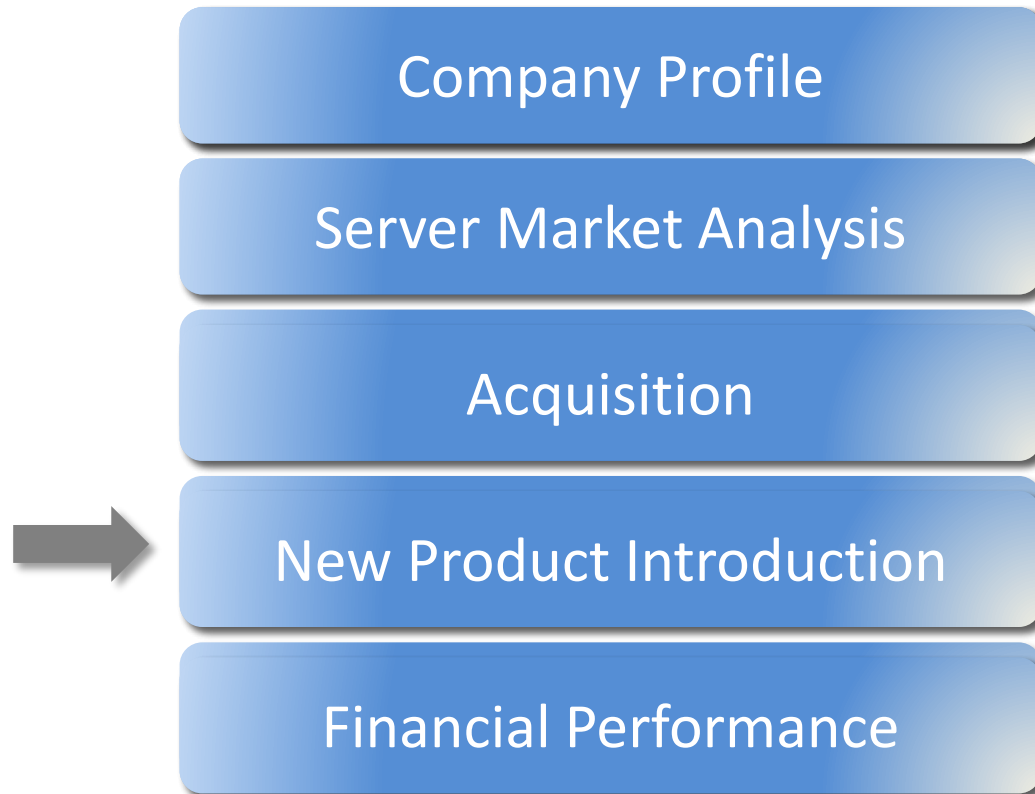 Company Profile
Server Market Analysis
Acquisition
New Product Introduction
Financial Performance